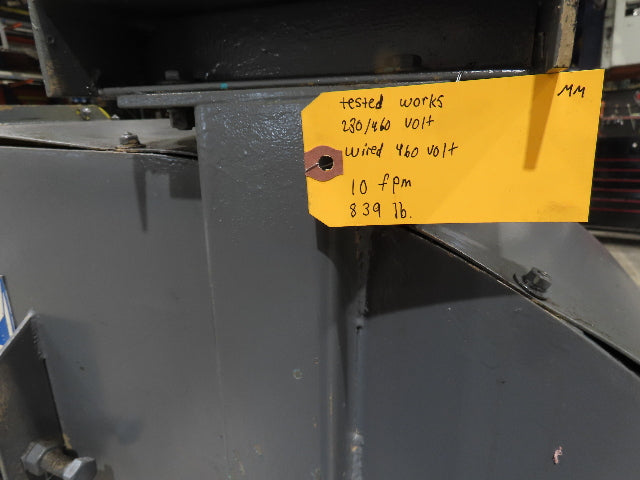 MM
tested works
230/460 volt
wired 460 volt
10 fpm
839 lb.